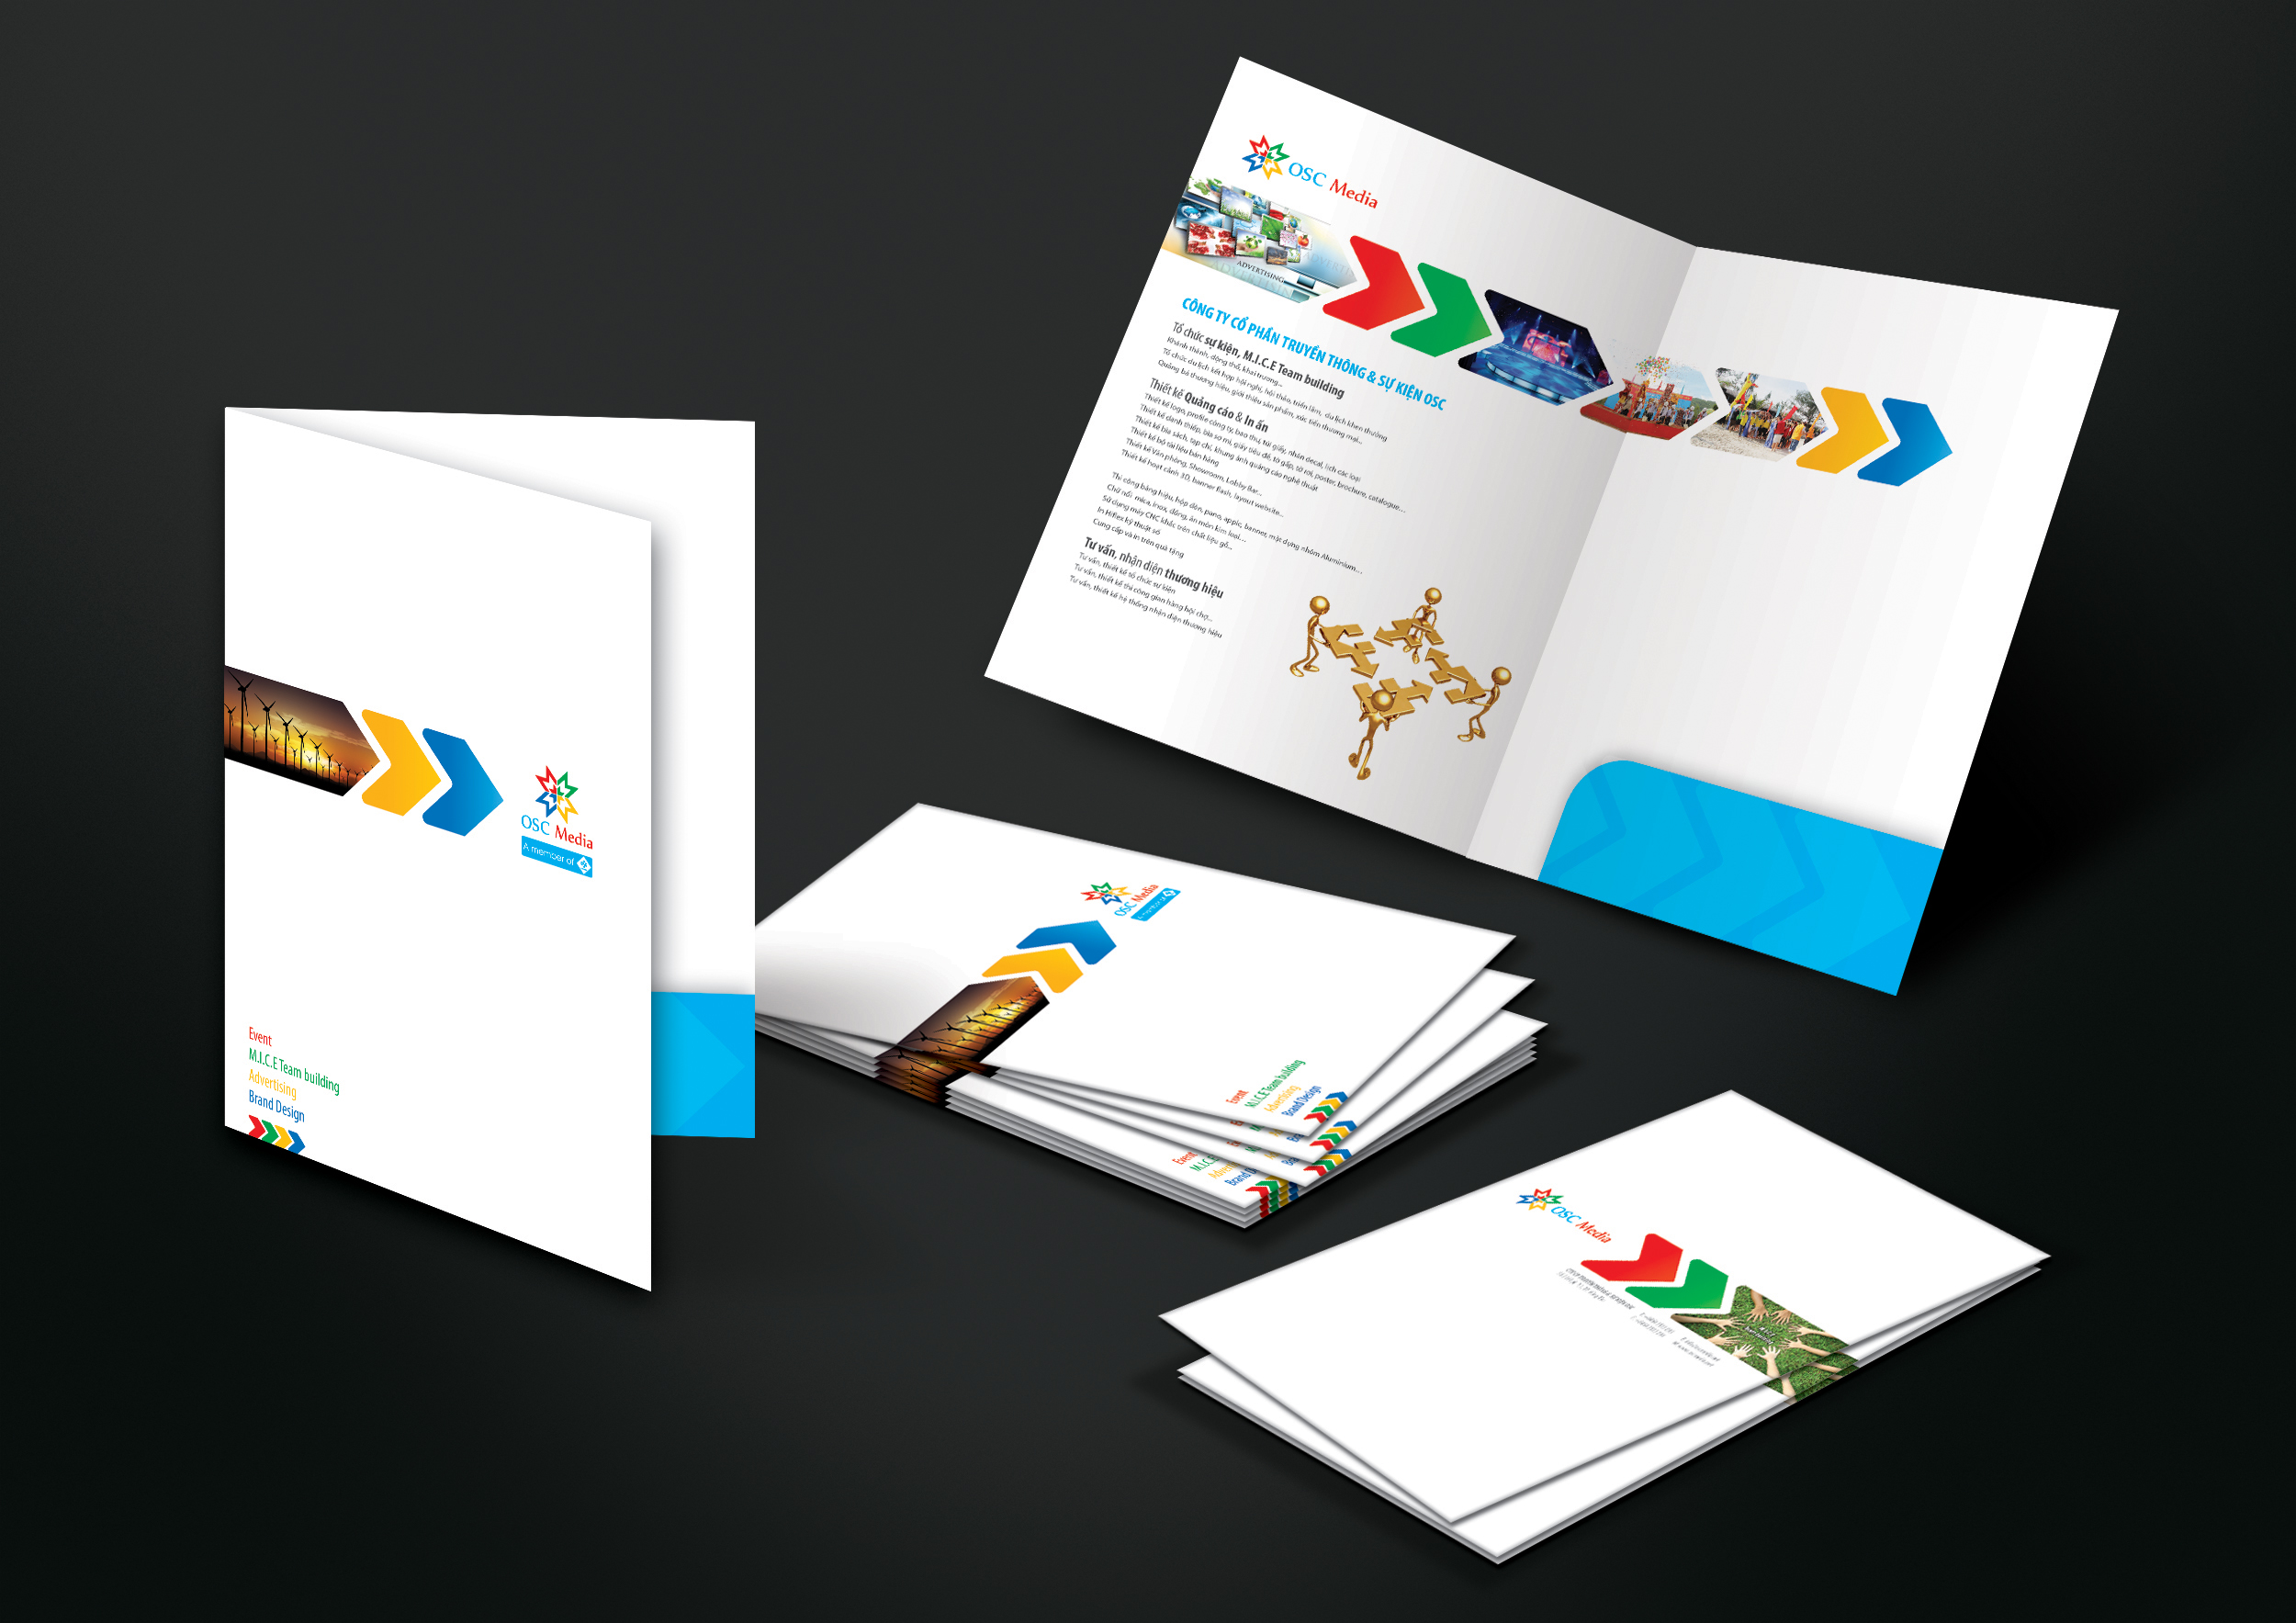 OSC Media
A member of
Event
M.I.C.E Team building
Advertising
Brand Design
OSC Media
ADVERTISING
CÔNG TY CỔ PHẦN TRUYỀN THÔNG & SỰ KIỆN OSC
Tổ chức sự kiện, M.I.C.E Team building
Khánh thành, động thổ, khai trương...
Tổ chức du lịch kết hợp hội nghị, hội thảo, triển lãm, du lịch khen thưởng
Quảng bá thương hiệu, giới thiệu sản phẩm, xúc tiến thương mại...
Thiết kế Quảng cáo & In ấn
Thiết kế logo, profile công ty, bao thư, túi giấy, nhãn decal, lịch các loại
Thiết kế danh thiếp, bìa sơ mi, giấy tiêu đề, tờ gấp, tờ rơi, poster, brochure, catalogue...
Thiết kế bìa sách, tạp chí, khung ảnh quảng cáo nghệ thuật
Thiết kế bộ tài liệu bán hàng
Thiết kế Văn phòng, Showroom, Lobby Bar...
Thiết kế hoạt cảnh 3D, banner flash, layout website...
Thi công bảng hiệu, hộp đèn, pano, appic, banner, mặt dựng nhôm Aluminium...
Chữ nổi mica, inox, đồng, ăn mòn kim loại...
Sử dụng máy CNC khắc trên chất liệu gỗ...
In Hiflex kỹ thuật số
Cung cấp và in trên quà tặng
Tư vấn, nhận diện thương hiệu
Tư vấn, thiết kế tổ chức sự kiện
Tư vấn, thiết kế thi công gian hàng hội chợ...
Tư vấn, thiết kế hệ thống nhận diện thương hiệu
OSC Media
Event
M.I.C.E Team building
Advertising
Brand Design
Event
M.I.C.E
Brand D
OSC Media